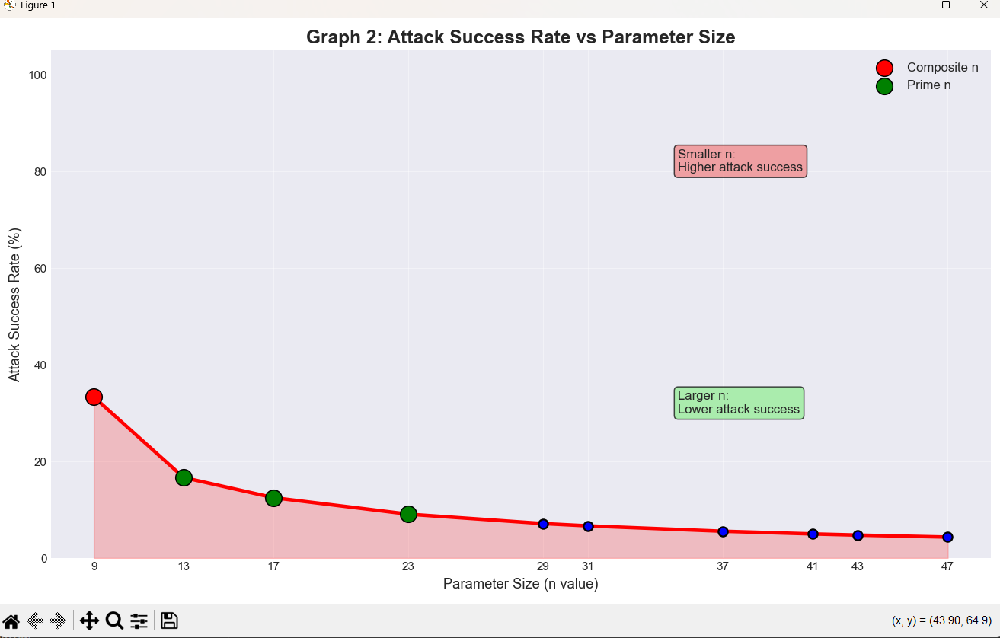 Figure 1
Graph 2: Attack Success Rate vs Parameter Size
Composite n
Prime n
100
80
60
40
20
0
Attack Success Rate (%)
Smaller n:
Higher attack success
Larger n:
Lower attack success
9 13 17 23 29 31 37 41 43 47
Parameter Size (n value)
(x, y) = (43.90, 64.9)